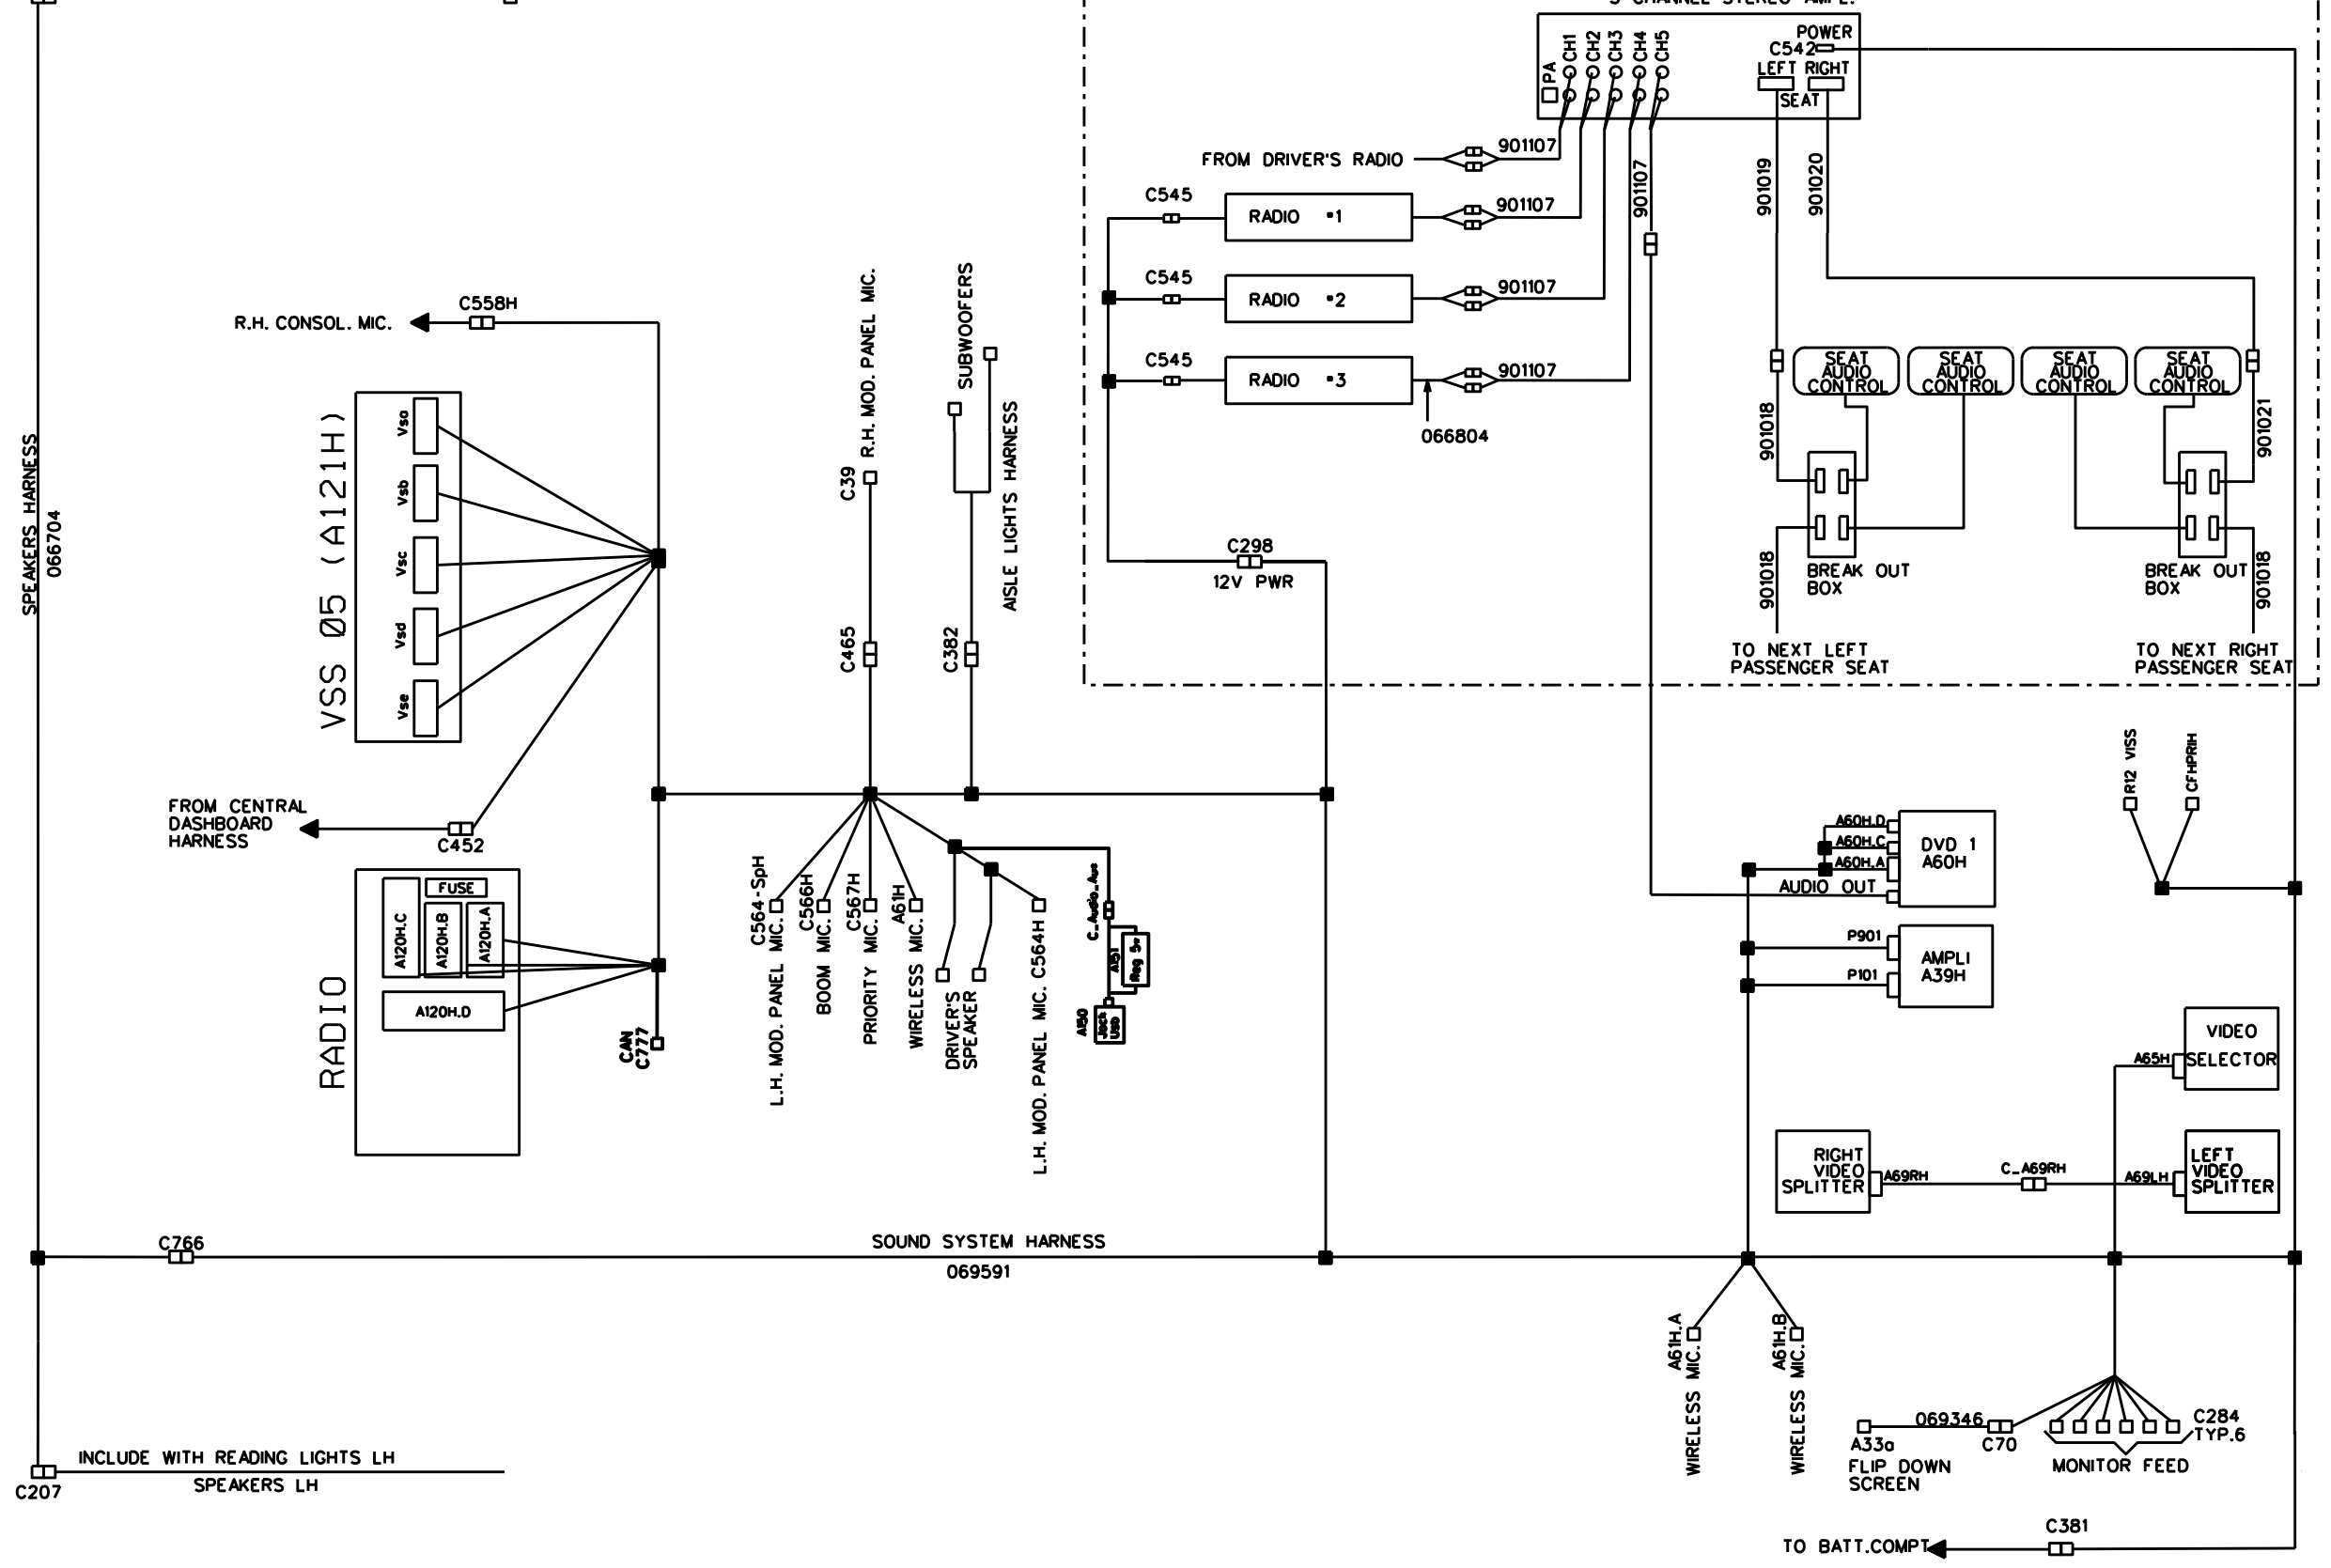 POWER
C542
LEFT RIGHT
SEAT
PA
CH1
CH2
CH3
CH4
CH5
FROM DRIVER'S RADIO
901107
C545
RADIO #1
901107
C545
RADIO #2
901107
C545
RADIO #3
901107
066804
901107
901019
901020
C298
12V PWR
SEAT
AUDIO
CONTROL
SEAT
AUDIO
CONTROL
SEAT
AUDIO
CONTROL
SEAT
AUDIO
CONTROL
901018
901021
BREAK OUT
BOX
BREAK OUT
BOX
901018
901018
TO NEXT LEFT
PASSENGER SEAT
TO NEXT RIGHT
PASSENGER SEAT
SPEAKERS HARNESS
066704
C558H
R.H. CONSOL. MIC.
VSS 05 (A121H)
Vsa
Vsb
Vsc
Vsd
Vse
FROM CENTRAL
DASHBOARD
HARNESS
C452
RADIO
FUSE
A120H.C
A120H.B
A120H.A
A120H.D
CAN
C777
C39
R.H. MOD. PANEL MIC.
C465
SUBWOOFERS
AISLE LIGHTS HARNESS
C382
C564-SpH
L.H. MOD. PANEL MIC.
C566H
BOOM MIC.
C567H
PRIORITY MIC.
A61H
WIRELESS MIC.
DRIVER'S
SPEAKER
L.H. MOD. PANEL MIC. C564H
C_Audio_Aux
A151
Reg 5v
A150
Jack
Usb
R12 VISS
CFHPRIH
A60H.D
A60H.C
A60H.A
AUDIO OUT
DVD 1
A60H
P901
P101
AMPLI
A39H
VIDEO
SELECTOR
A65H
RIGHT
VIDEO
SPLITTER
A69RH
C_A69RH
A69LH
LEFT
VIDEO
SPLITTER
C766
SOUND SYSTEM HARNESS
069591
A61H.A
WIRELESS MIC.
A61H.B
WIRELESS MIC.
069346
A33a
C70
FLIP DOWN
SCREEN
C284
TYP.6
MONITOR FEED
INCLUDE WITH READING LIGHTS LH
SPEAKERS LH
C207
C381
TO BATT.COMPT